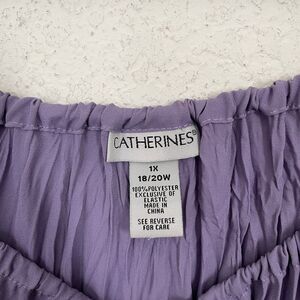 CATHERINES®
1X
18/20W
100% POLYESTER
EXCLUSIVE OF
ELASTIC
MADE IN
CHINA
SEE REVERSE
FOR CARE